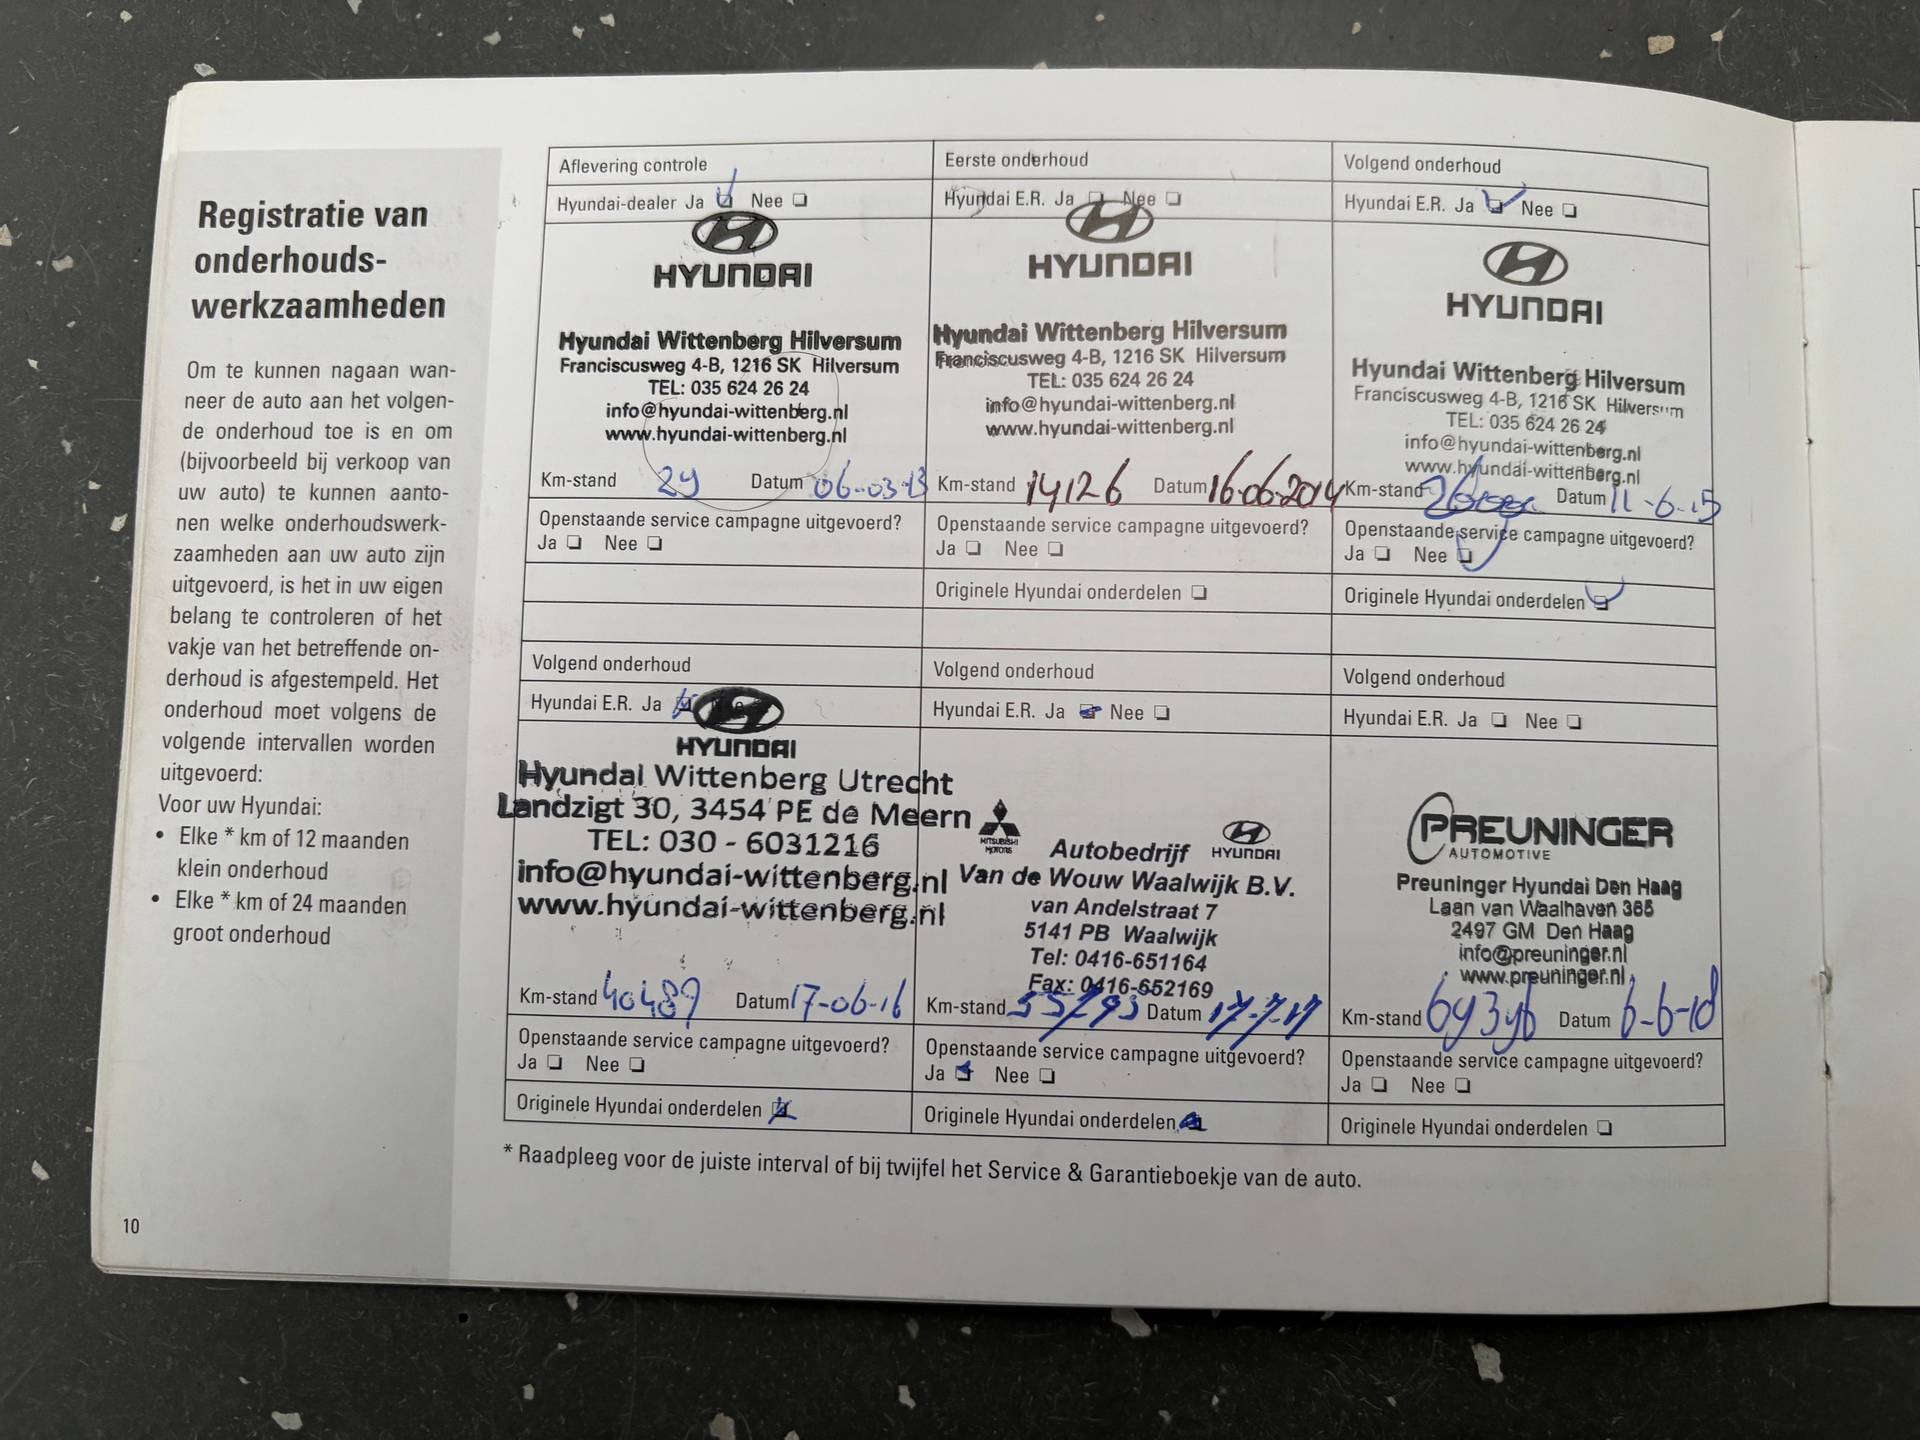 Registratie van
onderhouds-
werkzaamheden
Om te kunnen nagaan wan-
neer de auto aan het volgen-
de onderhoud toe is en om
(bijvoorbeeld bij verkoop van
uw auto) te kunnen aanto-
nen welke onderhoudswerk-
zaamheden aan uw auto zijn
uitgevoerd, is het in uw eigen
belang te controleren of het
vakje van het betreffende on-
derhoud is afgestempeld. Het
onderhoud moet volgens de
volgende intervallen worden
uitgevoerd:
Voor uw Hyundai:
• Elke * km of 12 maanden
klein onderhoud
• Elke * km of 24 maanden
groot onderhoud
10
Aflevering controle
Hyundai-dealer Ja Nee
HYUNDAI
Hyundai Wittenberg Hilversum
Franciscusweg 4-B, 1216 SK Hilversum
TEL: 035 624 26 24
info@hyundai-wittenberg.nl
www.hyundai-wittenberg.nl
Km-stand 29 Datum 06-03-13
Openstaande service campagne uitgevoerd?
Ja Nee
Eerste onderhoud
Hyundai E.R. Ja Nee
HYUNDAI
Hyundai Wittenberg Hilversum
Franciscusweg 4-B, 1216 SK Hilversum
TEL: 035 624 26 24
info@hyundai-wittenberg.nl
www.hyundai-wittenberg.nl
Km-stand 14126 Datum 16-06-2014
Openstaande service campagne uitgevoerd?
Ja Nee
Originele Hyundai onderdelen
Volgend onderhoud
Hyundai E.R. Ja Nee
HYUNDAI
Hyundai Wittenberg Hilversum
Franciscusweg 4-B, 1216 SK Hilversum
TEL: 035 624 26 24
info@hyundai-wittenberg.nl
www.hyundai-wittenberg.nl
Km-stand Datum 11-6-15
Openstaande service campagne uitgevoerd?
Ja Nee
Originele Hyundai onderdelen
Volgend onderhoud
Hyundai E.R. Ja Nee
HYUNDAI
Hyundai Wittenberg Utrecht
Landzigt 30, 3454 PE de Meern
TEL: 030 - 6031216
info@hyundai-wittenberg.nl
www.hyundai-wittenberg.nl
Km-stand 40489 Datum 17-06-16
Openstaande service campagne uitgevoerd?
Ja Nee
Originele Hyundai onderdelen
Volgend onderhoud
Hyundai E.R. Ja Nee
MITSUBISHI
MOTORS
HYUNDAI
Autobedrijf
Van de Wouw Waalwijk B.V.
van Andelstraat 7
5141 PB Waalwijk
Tel: 0416-651164
Fax: 0416-652169
Km-stand 55793 Datum 17-7-17
Openstaande service campagne uitgevoerd?
Ja Nee
Originele Hyundai onderdelen
Volgend onderhoud
Hyundai E.R. Ja Nee
PREUNINGER
AUTOMOTIVE
Preuninger Hyundai Den Haag
Laan van Waalhaven 365
2497 GM Den Haag
info@preuninger.nl
www.preuninger.nl
Km-stand Datum 6-6-18
Openstaande service campagne uitgevoerd?
Ja Nee
Originele Hyundai onderdelen
* Raadpleeg voor de juiste interval of bij twijfel het Service & Garantieboekje van de auto.